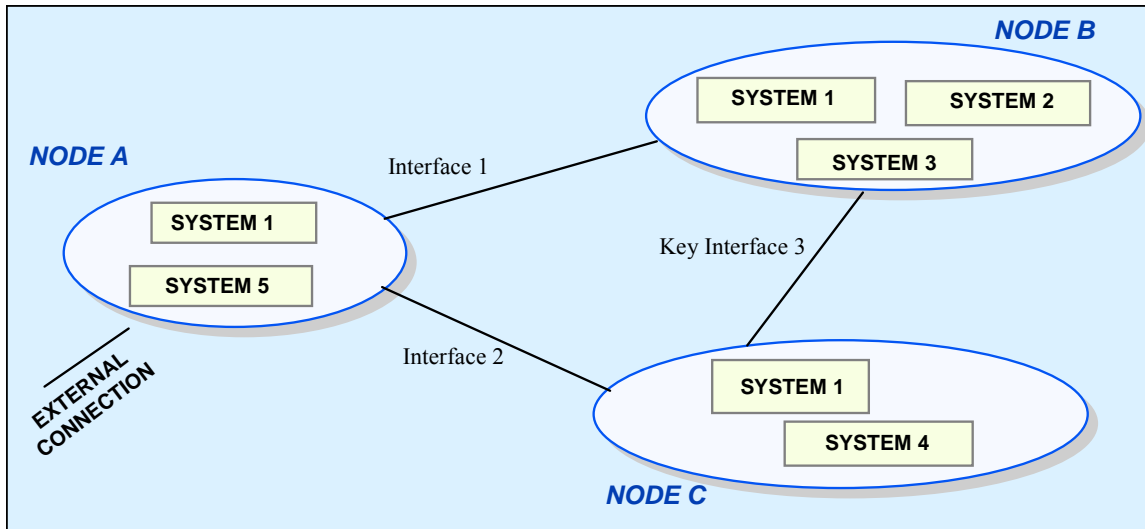 NODE B
SYSTEM 1
SYSTEM 2
SYSTEM 3
NODE A
Interface 1
SYSTEM 1
SYSTEM 5
Key Interface 3
Interface 2
EXTERNAL
CONNECTION
SYSTEM 1
SYSTEM 4
NODE C